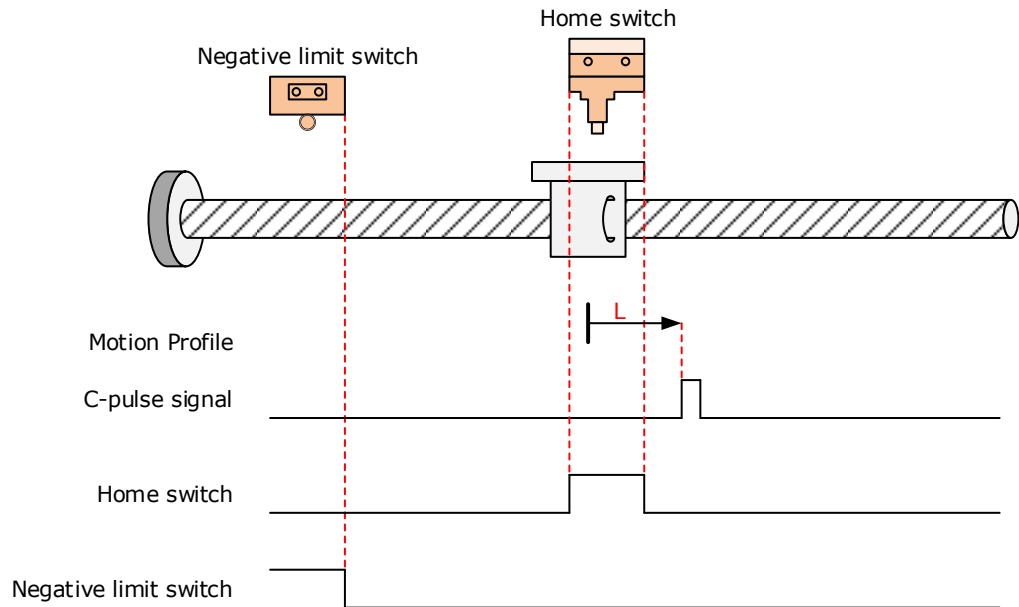 Home switch
Negative limit switch
L
Motion Profile
C-pulse signal
Home switch
Negative limit switch